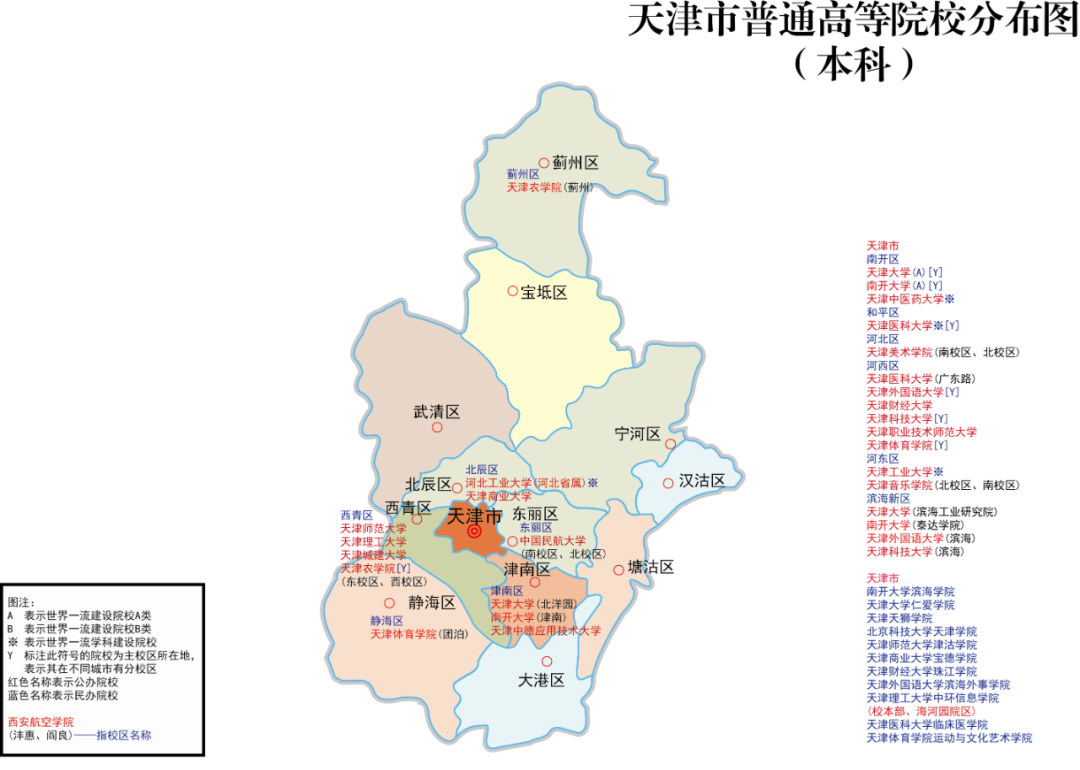 天津市普通高等院校分布图
（本科）
蓟州区
蓟州区
天津农学院(蓟州)
宝坻区
武清区
宁河区
汉沽区
北辰区
北辰区
河北工业大学(河北省属)※
天津商业大学
西青区
西青区
天津师范大学
天津理工大学
天津城建大学
天津农学院[Y]
(东校区、西校区)
天津市
东丽区
东丽区
中国民航大学
(南校区、北校区)
津南区
津南区
天津大学(北洋园)
南开大学(津南)
天津中德应用技术大学
塘沽区
静海区
静海区
天津体育学院(团泊)
大港区
天津市
南开区
天津大学(A)[Y]
南开大学(A)[Y]
天津中医药大学※
和平区
天津医科大学※[Y]
河北区
天津美术学院(南校区、北校区)
河西区
天津医科大学(广东路)
天津外国语大学[Y]
天津财经大学
天津科技大学[Y]
天津职业技术师范大学
天津体育学院[Y]
河东区
天津工业大学※
天津音乐学院(北校区、南校区)
滨海新区
天津大学(滨海工业研究院)
南开大学(泰达学院)
天津外国语大学(滨海)
天津科技大学(滨海)
天津市
南开大学滨海学院
天津大学仁爱学院
天津天狮学院
北京科技大学天津学院
天津师范大学津沽学院
天津商业大学宝德学院
天津财经大学珠江学院
天津外国语大学滨海外事学院
天津理工大学中环信息学院
(校本部、海河园院区)
天津医科大学临床医学院
天津体育学院运动与文化艺术学院
图注：
A 表示世界一流建设院校A类
B 表示世界一流建设院校B类
※ 表示世界一流学科建设院校
Y 标注此符号的院校为主校区所在地，
表示其在不同城市有分校区
红色名称表示公办院校
蓝色名称表示民办院校
西安航空学院
(沣惠、阎良)——指校区名称